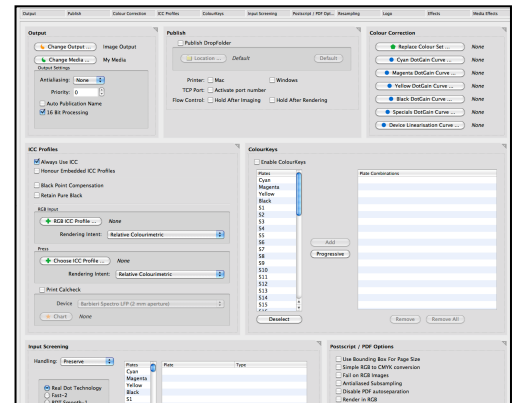 Output Publish Colour Correction ICC Profiles ColourKeys Input Screening Postscript / PDF Opti... Resampling Logo Effects iMedia Effects
Output
Change Output ... Image Output
Change Media ... My Media
Output Settings
Antialiasing: None
Priority: 0
Auto Publication Name
16 Bit Processing
Publish
Publish DropFolder
Location ... Default Default
Printer: Mac Windows
TCP Port: Activate port number
Flow Control: Hold After Imaging Hold After Rendering
Colour Correction
Replace Colour Set ... None
Cyan DotGain Curve ... None
Magenta DotGain Curve ... None
Yellow DotGain Curve ... None
Black DotGain Curve ... None
Specials DotGain Curve ... None
Device Linearisation Curve ... None
ICC Profiles
Always Use ICC
Honour Embedded ICC Profiles
Black Point Compensation
Retain Pure Black
RGB Input
RGB ICC Profile ... None
Rendering Intent: Relative Colourimetric
Press
Choose ICC Profile ... None
Rendering Intent: Relative Colourimetric
Print Calcheck
Device Barbieri Spectro LFP (2 mm aperture)
Chart None
ColourKeys
Enable ColourKeys
Plates
Cyan
Magenta
Yellow
Black
S1
S2
S3
S4
S5
S6
S7
S8
S9
S10
S11
S12
S13
S14
S15
Deselect
Add
Progressive
Plate Combinations
Remove Remove All
Input Screening
Handling: Preserve
Real Dot Technology
Fast-2
RDT Smooth-2
Plates
Cyan
Magenta
Yellow
Black
S1
Plate Type
Postscript / PDF Options
Use Bounding Box For Page Size
Simple RGB to CMYK conversion
Fail on RGB Images
Antialiased Subsampling
Disable PDF autoseparation
Render in RGB